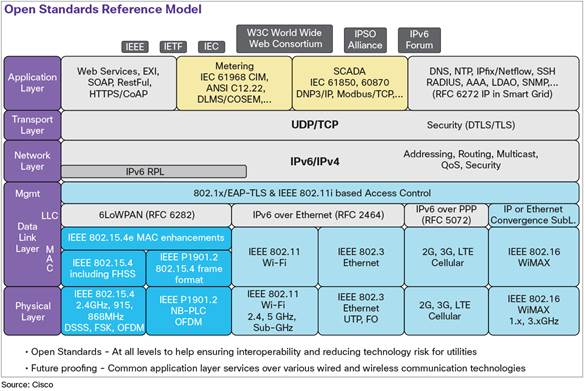 Open Standards Reference Model
IEEE
IETF
IEC
W3C World Wide
Web Consortium
IPSO
Alliance
IPv6
Forum
Application
Layer
Web Services, EXI,
SOAP, RestFul,
HTTPS/CoAP
Metering
IEC 61968 CIM,
ANSI C12.22,
DLMS/COSEM,...
SCADA
IEC 61850, 60870
DNP3/IP, Modbus/TCP,...
DNS, NTP, IPfix/Netflow, SSH
RADIUS, AAA, LDAO, SNMP,...
(RFC 6272 IP in Smart Grid)
Transport
Layer
UDP/TCP
Security (DTLS/TLS)
Network
Layer
IPv6/IPv4
Addressing, Routing, Multicast,
QoS, Security
IPv6 RPL
Mgmt
802.1x/EAP-TLS & IEEE 802.11i based Access Control
LLC
Data
Link
Layer
M
A
C
6LoWPAN (RFC 6282)
IPv6 over Ethernet (RFC 2464)
IPv6 over PPP
(RFC 5072)
IP or Ethernet
Convergence SubL.
IEEE 802.15.4e MAC enhancements
IEEE 802.15.4
including FHSS
IEEE P1901.2
802.15.4 frame
format
IEEE 802.11
Wi-Fi
IEEE 802.3
Ethernet
2G, 3G, LTE
Cellular
IEEE 802.16
WiMAX
Physical
Layer
IEEE 802.15.4
2.4GHz, 915,
868MHz
DSSS, FSK, OFDM
IEEE P1901.2
NB-PLC
OFDM
IEEE 802.11
Wi-Fi
2.4, 5 GHz,
Sub-GHz
IEEE 802.3
Ethernet
UTP, FO
2G, 3G, LTE
Cellular
IEEE 802.16
WiMAX
1.x, 3.xGHz
• Open Standards - At all levels to help ensuring interoperability and reducing technology risk for utilities
• Future proofing - Common application layer services over various wired and wireless communication technologies
Source: Cisco